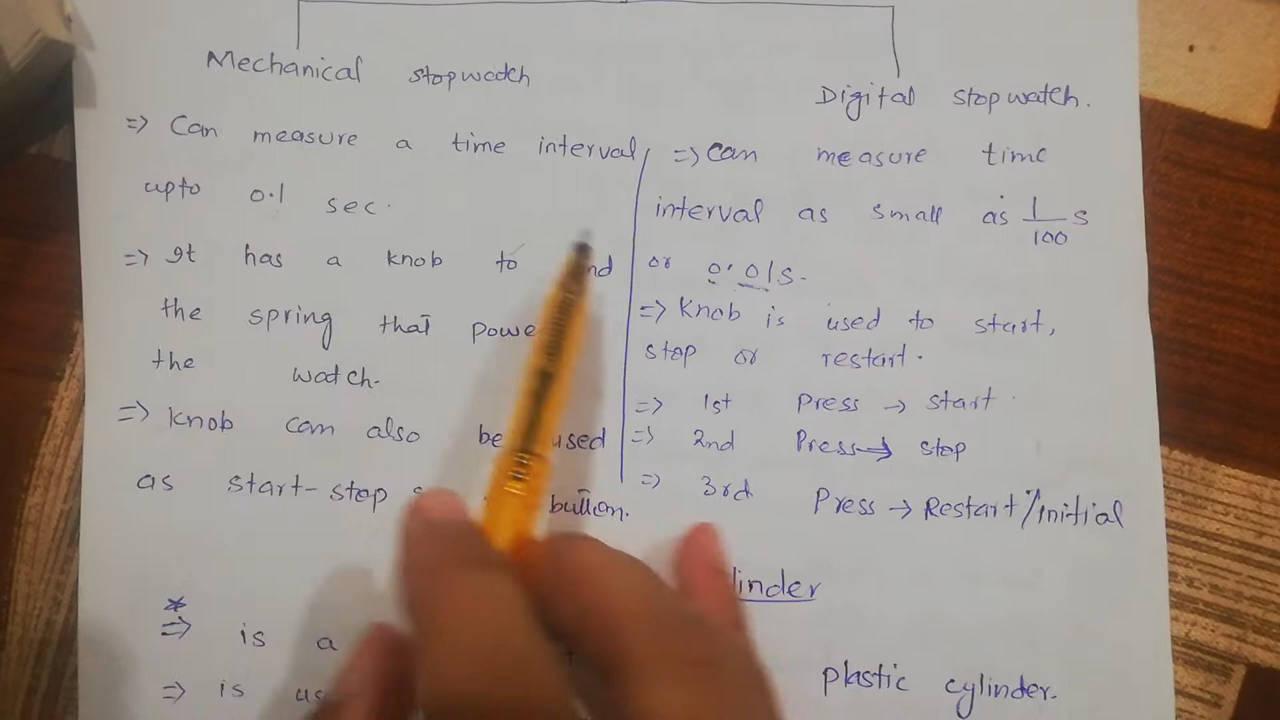 Mechanical stopwatch
=> Can measure a time interval
upto 0.1 sec.
=> It has a knob to
the spring that
the watch.
=> Knob can also be used
as start-stop button.
Digital stopwatch.
=> Can measure time
interval as small as 1/100 s
or 0.01s.
=> Knob is used to start,
stop or restart.
=> 1st Press → start
=> 2nd Press → stop
=> 3rd Press → Restart/initial
*
=> is a
=> is plastic cylinder.